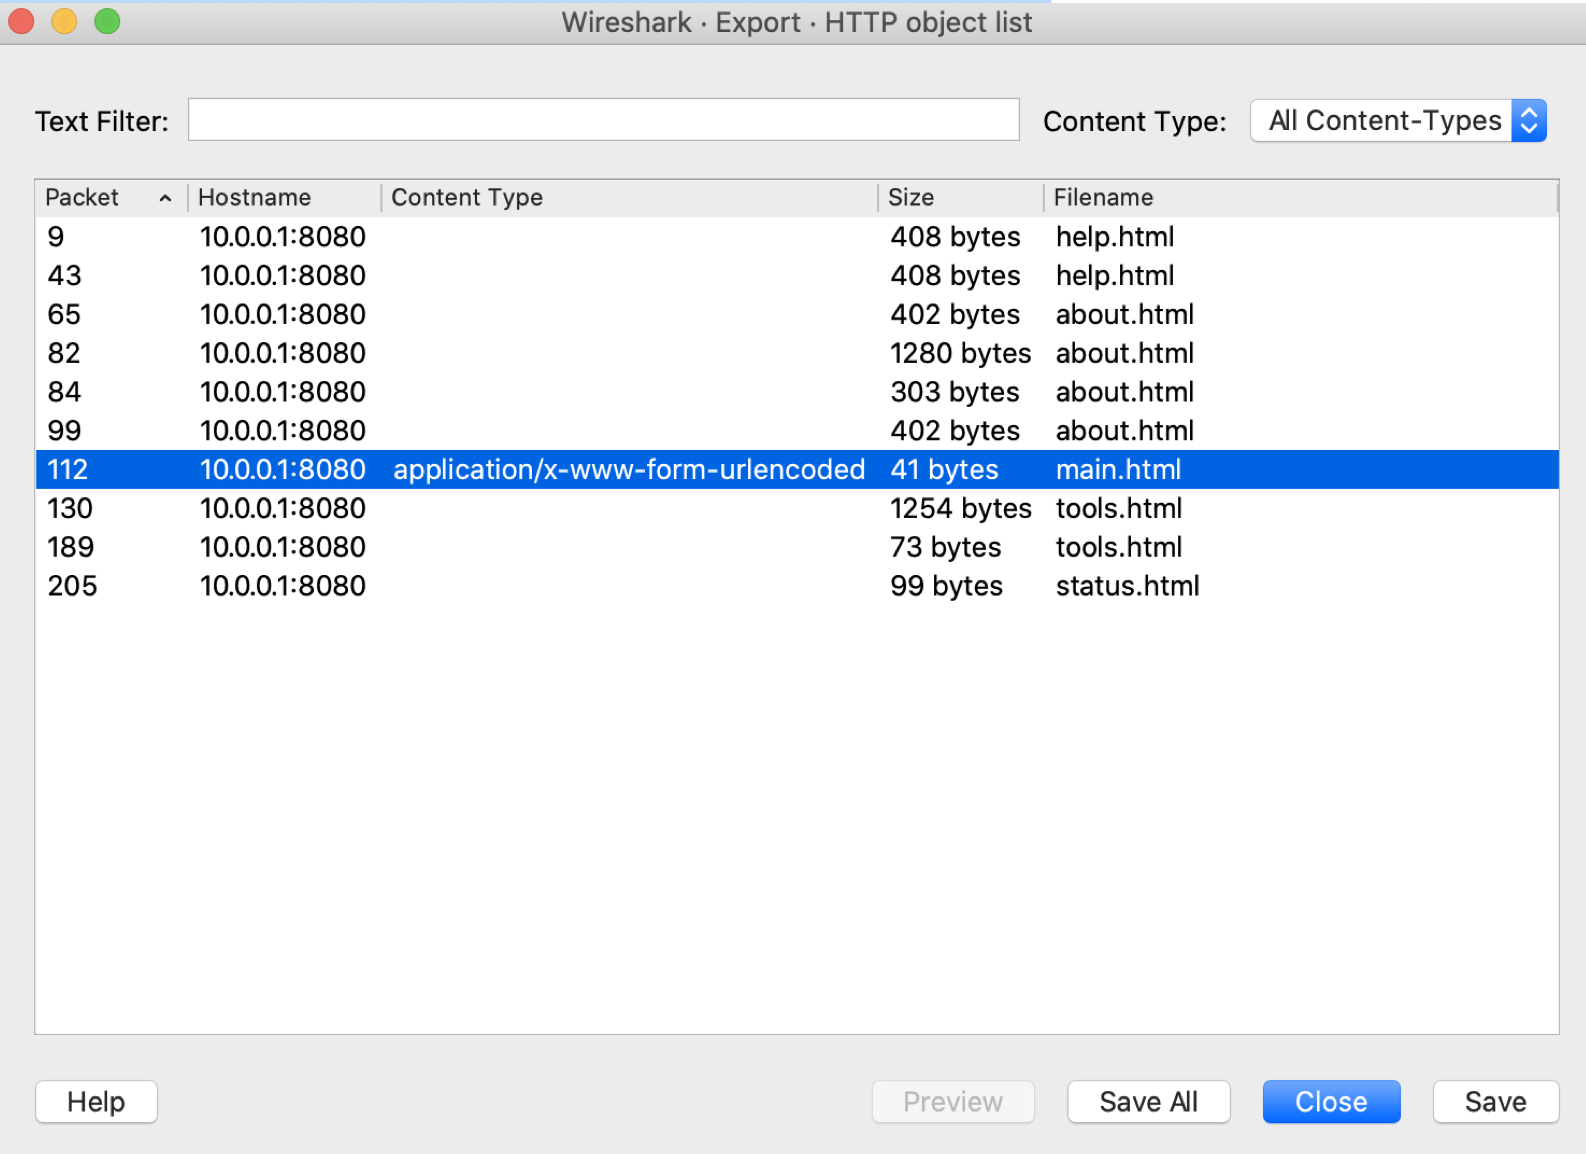 Wireshark · Export · HTTP object list
Text Filter: Content Type: All Content-Types
Packet Hostname Content Type Size Filename
9 10.0.0.1:8080 408 bytes help.html
43 10.0.0.1:8080 408 bytes help.html
65 10.0.0.1:8080 402 bytes about.html
82 10.0.0.1:8080 1280 bytes about.html
84 10.0.0.1:8080 303 bytes about.html
99 10.0.0.1:8080 402 bytes about.html
112 10.0.0.1:8080 application/x-www-form-urlencoded 41 bytes main.html
130 10.0.0.1:8080 1254 bytes tools.html
189 10.0.0.1:8080 73 bytes tools.html
205 10.0.0.1:8080 99 bytes status.html
Help Preview Save All Close Save